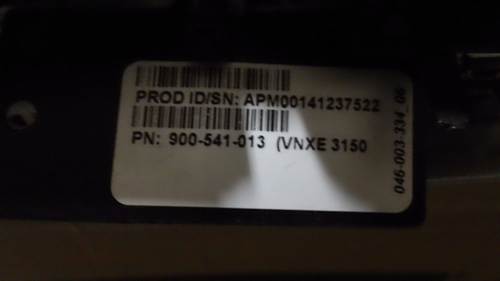 PROD ID/SN: APM00141237522
PN: 900-541-013 (VNXE 3150
046-003-334_06